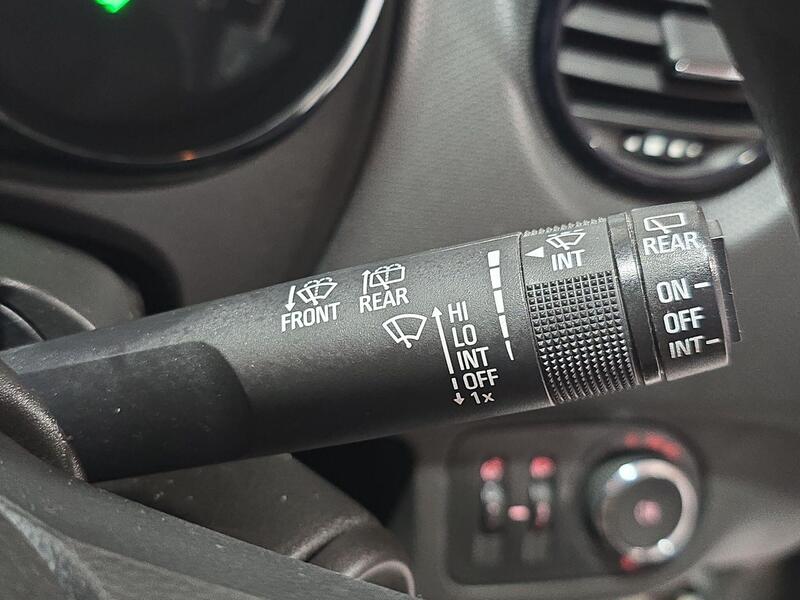 FRONT
REAR
HI
LO
INT
OFF
1x
INT
REAR
ON
OFF
INT